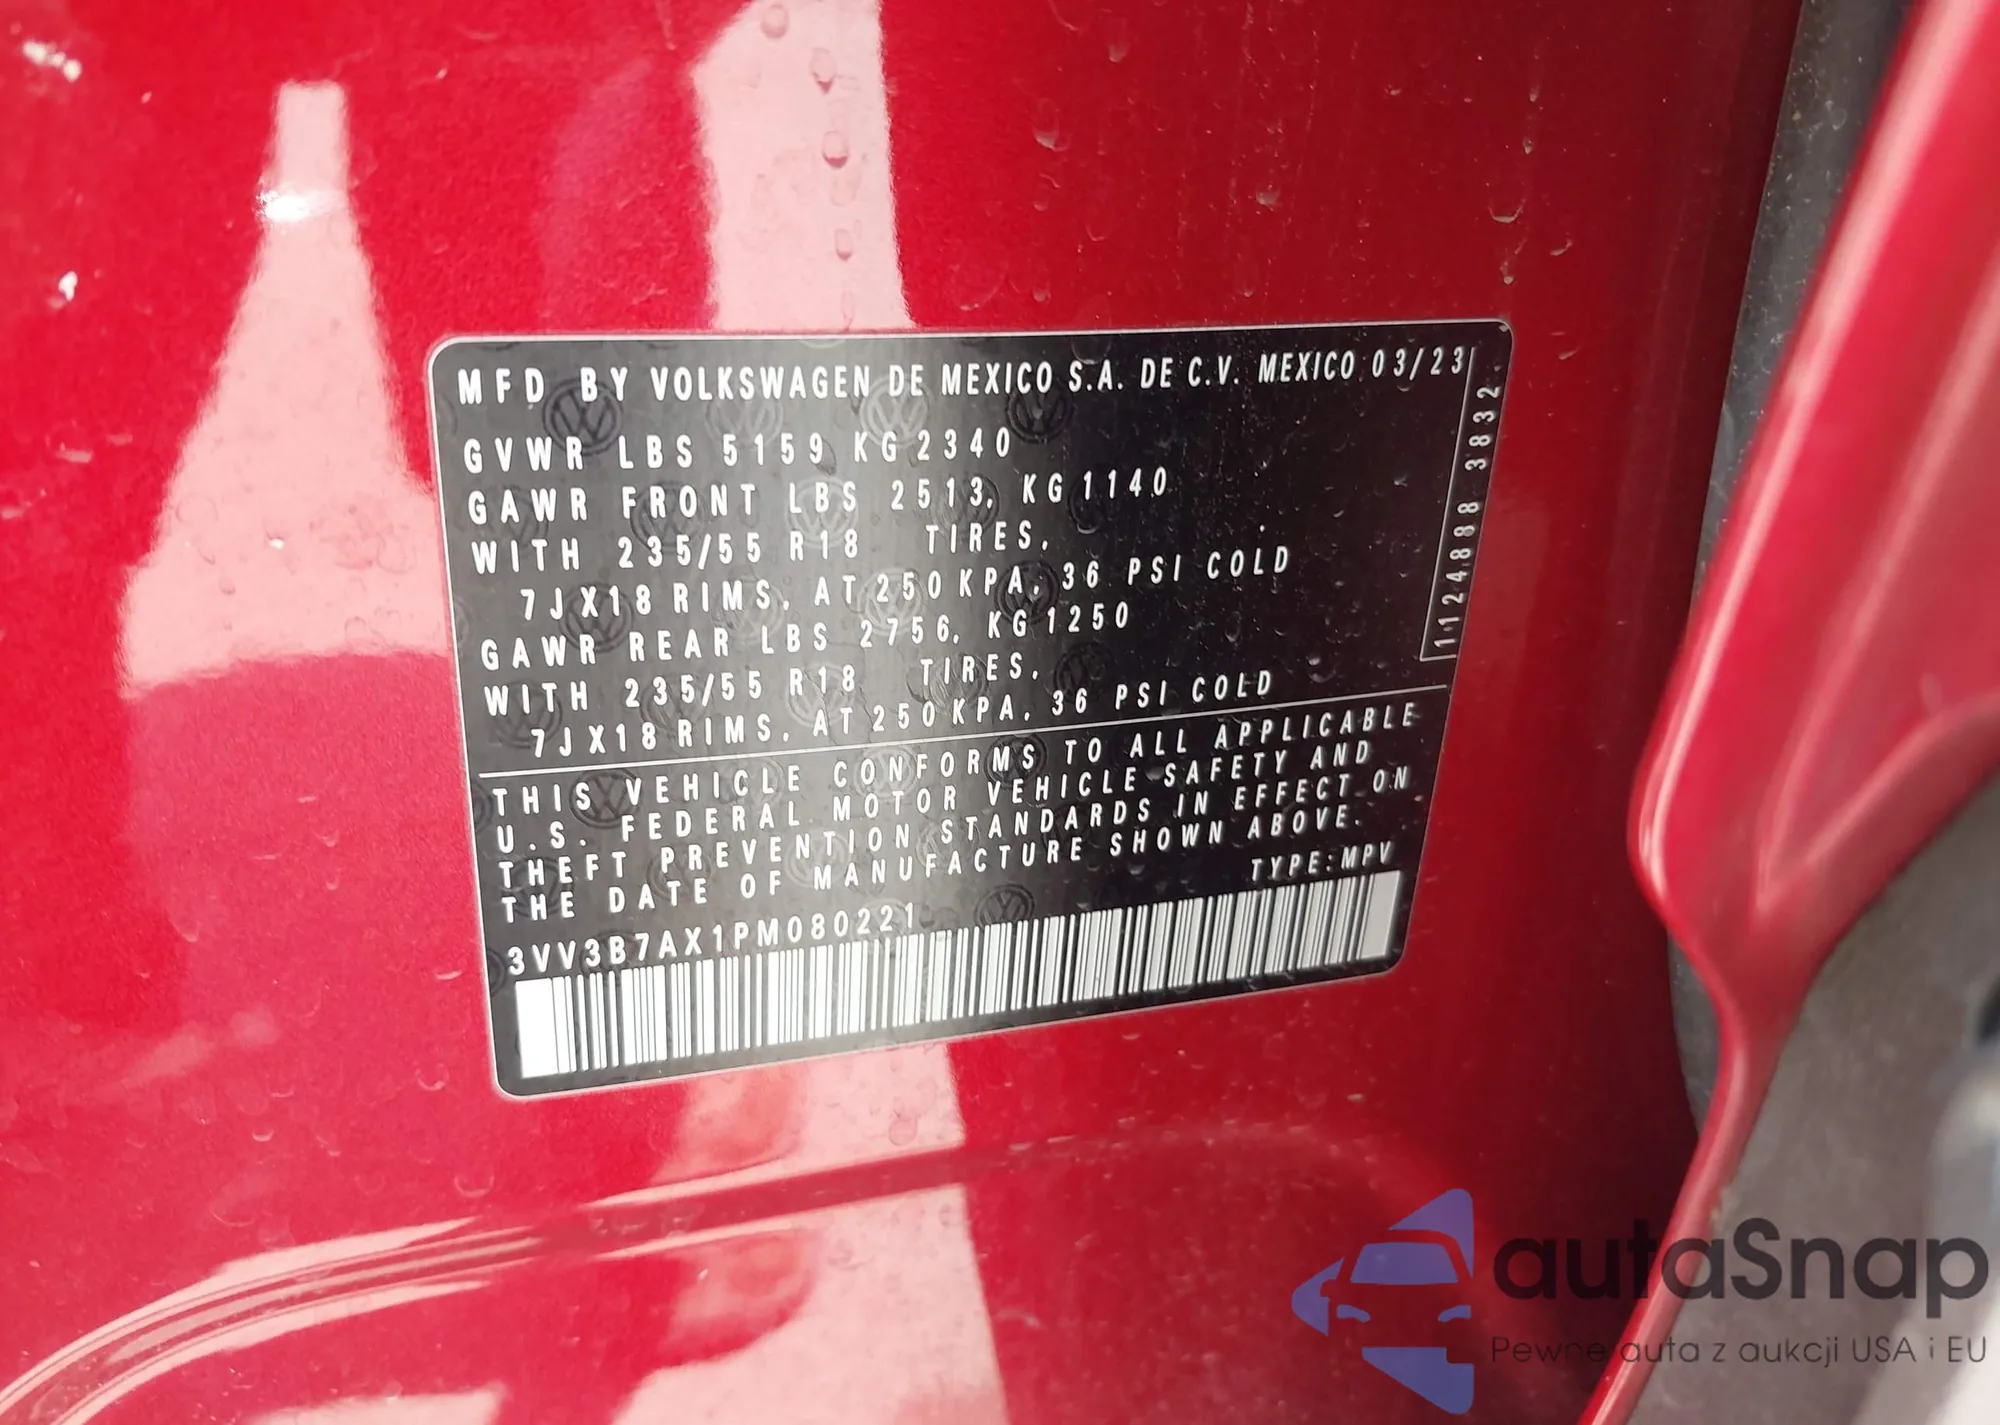 MFD BY VOLKSWAGEN DE MEXICO S.A. DE C.V. MEXICO 03/23
GVWR LBS 5159 KG 2340
GAWR FRONT LBS 2513, KG 1140
WITH 235/55 R18 TIRES,
7JX18 RIMS, AT 250 KPA, 36 PSI COLD
GAWR REAR LBS 2756, KG 1250
WITH 235/55 R18 TIRES,
7JX18 RIMS, AT 250 KPA, 36 PSI COLD
1124888 3832
THIS VEHICLE CONFORMS TO ALL APPLICABLE
U.S. FEDERAL MOTOR VEHICLE SAFETY AND
THEFT PREVENTION STANDARDS IN EFFECT ON
THE DATE OF MANUFACTURE SHOWN ABOVE.
TYPE: MPV
3VV3B7AX1PM080221
autaSnap
Pewne auta z aukcji USA i EU